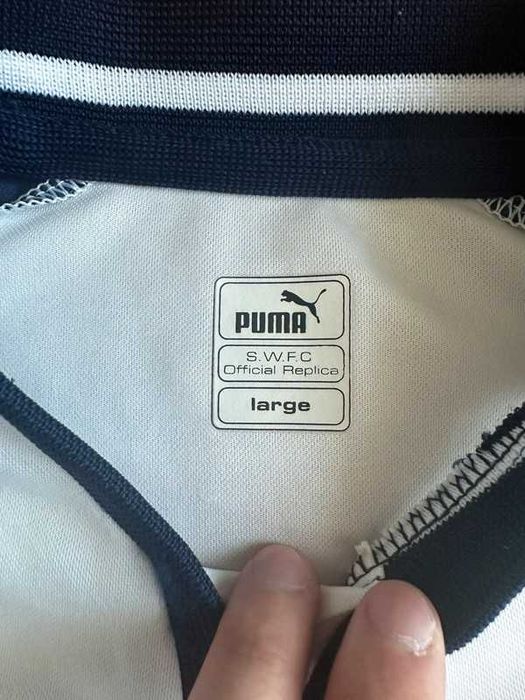 PUMA
S.W.F.C
Official Replica
large